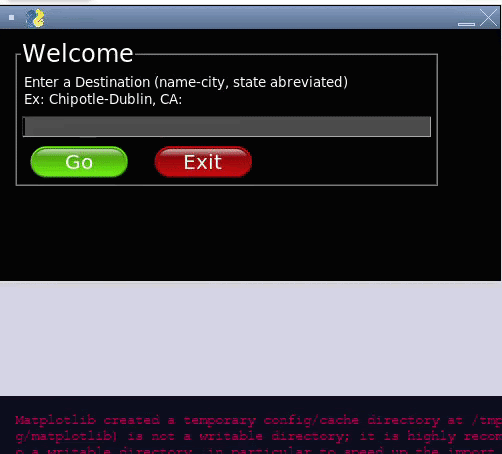 Welcome
Enter a Destination (name-city, state abreviated)
Ex: Chipotle-Dublin, CA:
Go
Exit
Matplotlib created a temporary config/cache directory at /tmp
g/matplotlib) is not a writable directory; it is highly recom
o a writable directory, in particular to speed up the import